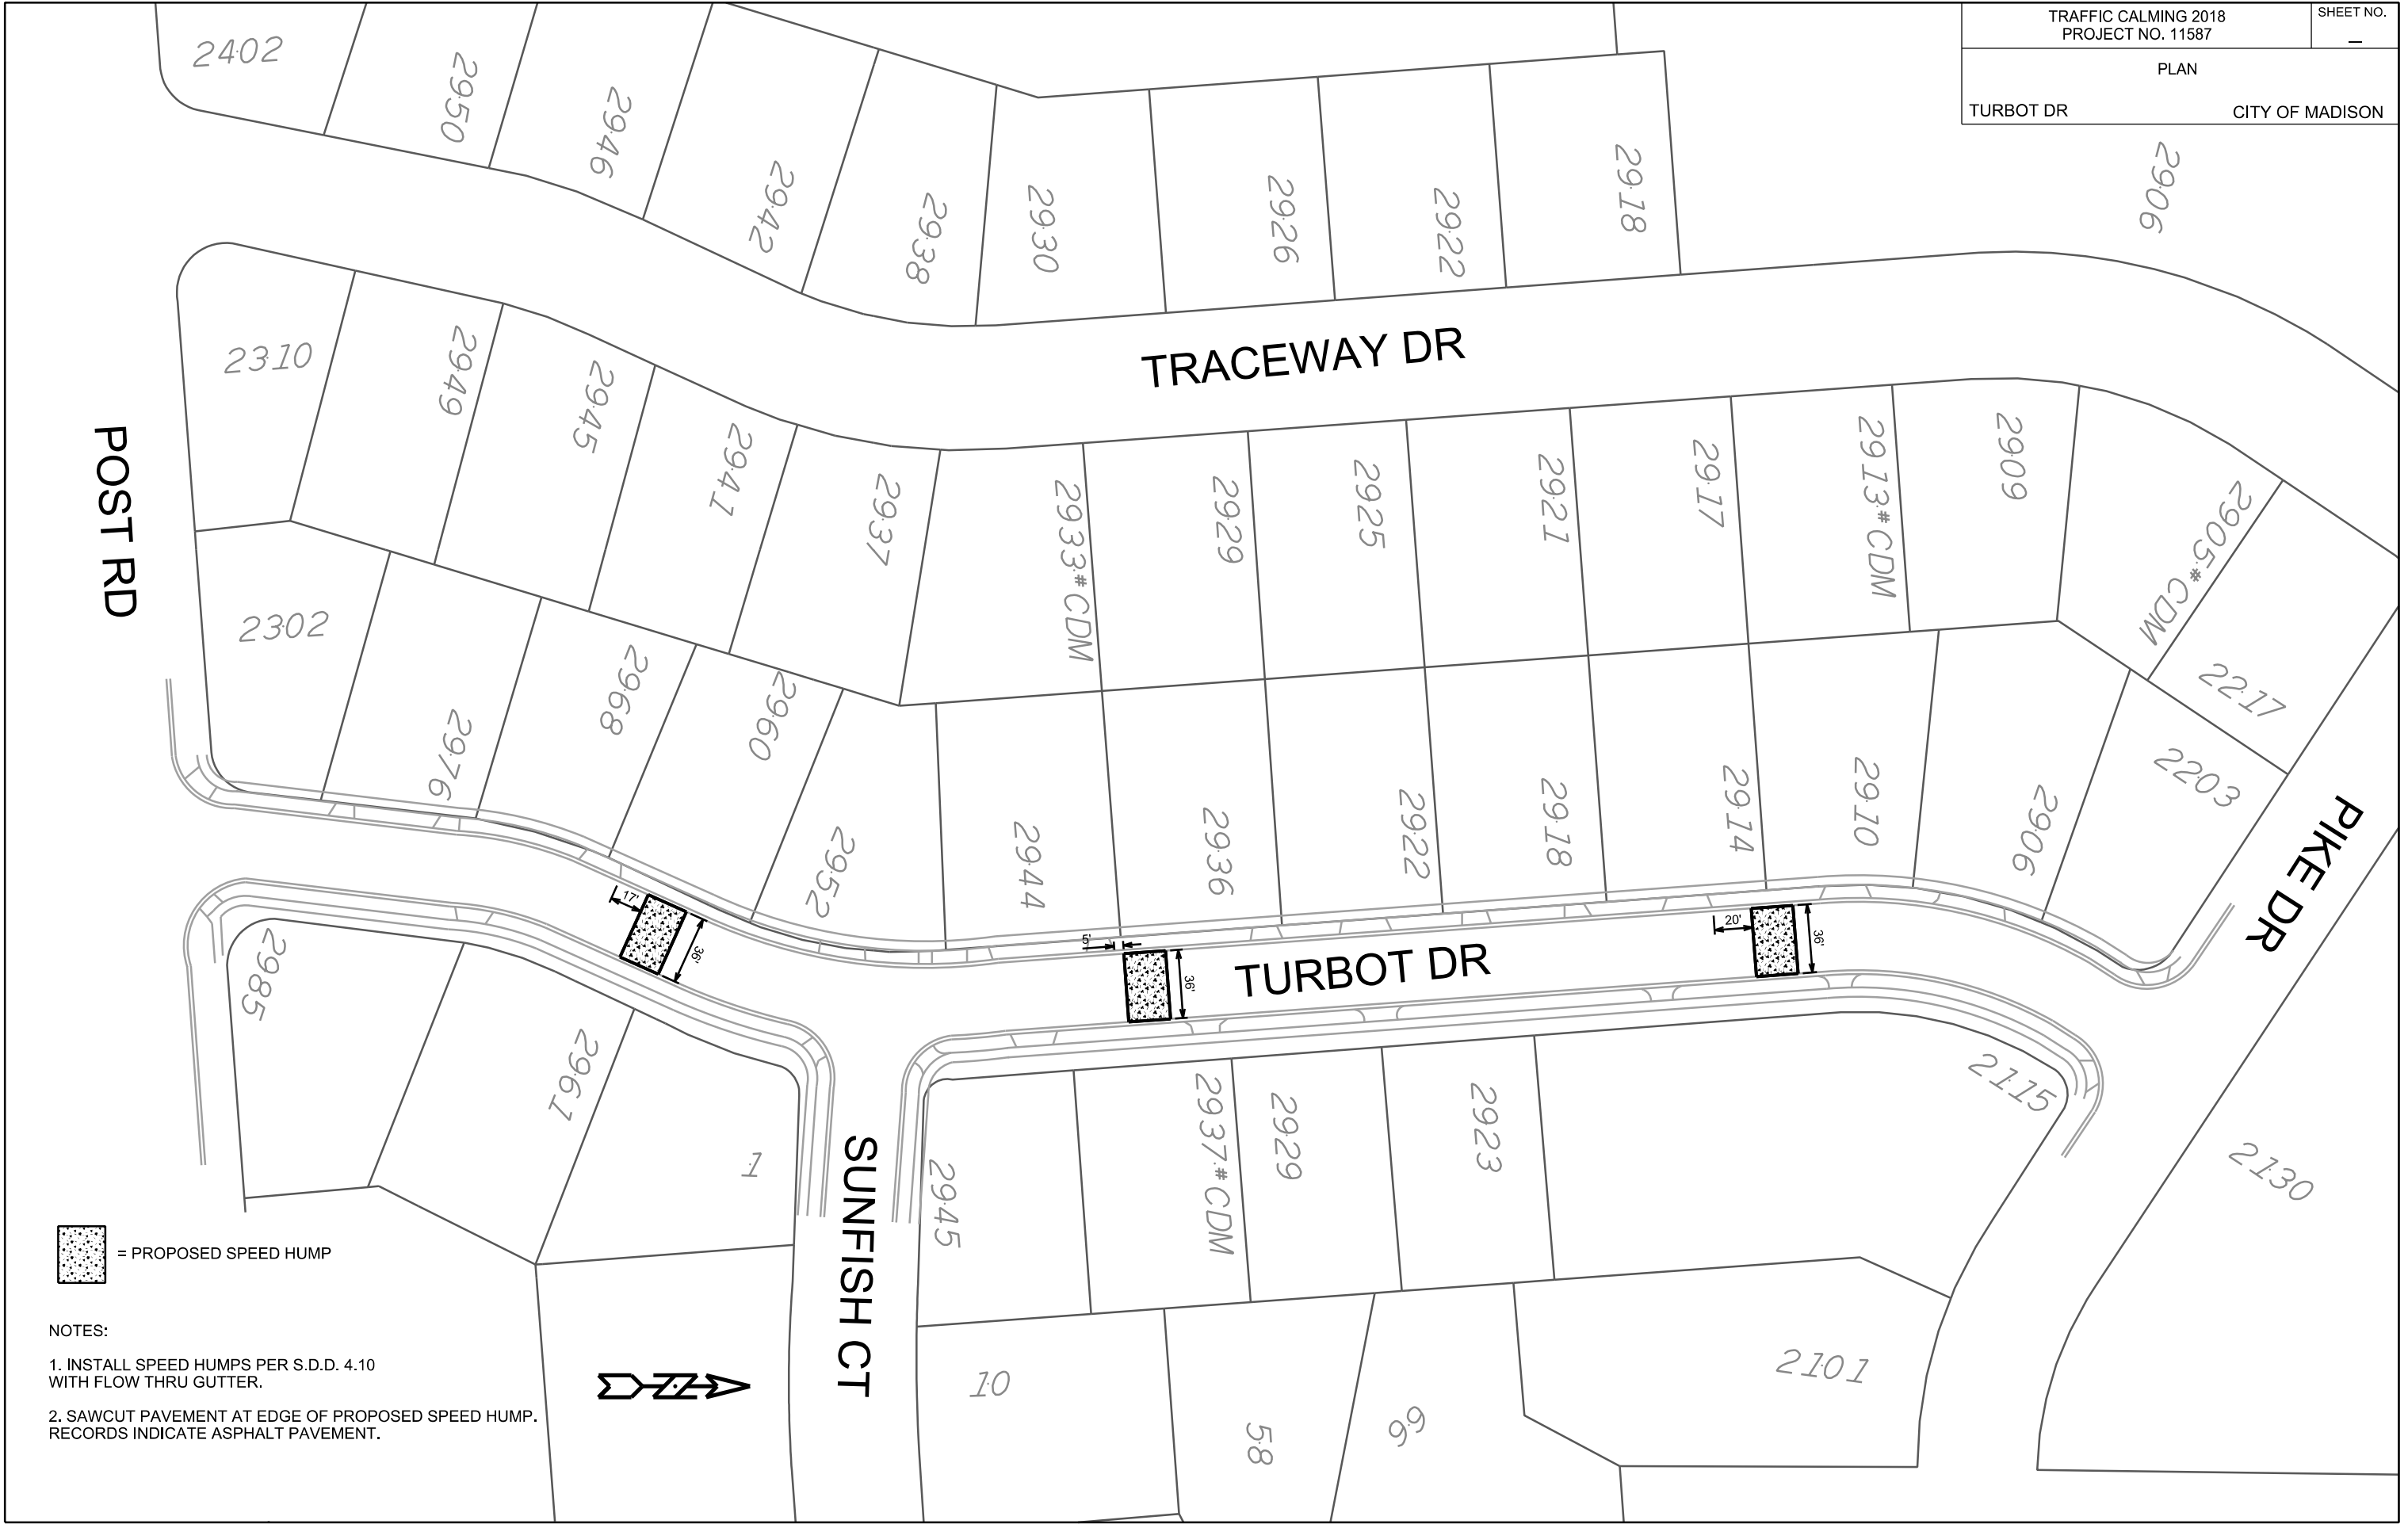 TRAFFIC CALMING 2018
PROJECT NO. 11587
SHEET NO.
—
PLAN
TURBOT DR
CITY OF MADISON
2402
2950
2946
2942
2938
2930
2926
2922
2918
2906
TRACEWAY DR
POST RD
2310
2949
2945
2941
2937
2933#CDM
2929
2925
2921
2917
2913#CDM
2909
2905#CDM
2217
2302
2976
2968
2960
2952
2944
2936
2922
2918
2914
2910
2906
2203
PIKE DR
17'
36'
5'
36'
TURBOT DR
20'
36'
2985
2961
1
SUNFISH CT
2945
2937#CDM
2929
2923
2115
2130
10
58
66
2101
= PROPOSED SPEED HUMP
NOTES:
1. INSTALL SPEED HUMPS PER S.D.D. 4.10
WITH FLOW THRU GUTTER.
2. SAWCUT PAVEMENT AT EDGE OF PROPOSED SPEED HUMP.
RECORDS INDICATE ASPHALT PAVEMENT.
Z